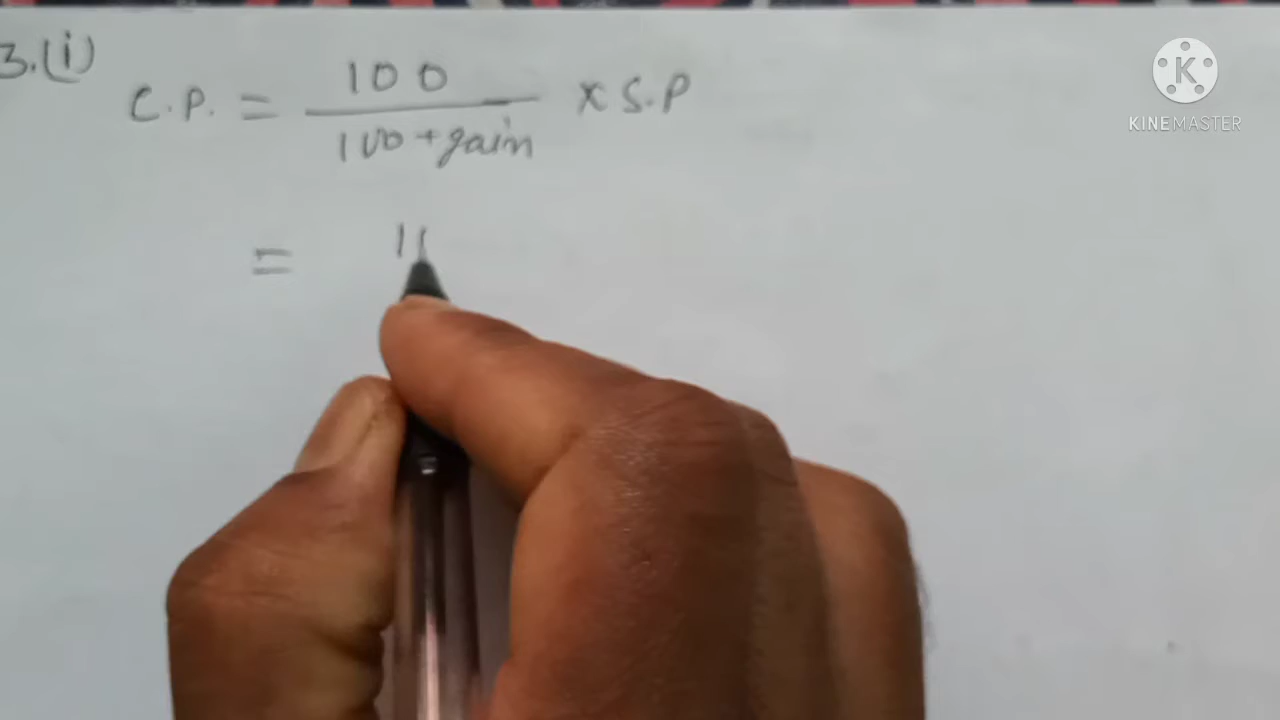 3.(i)
C.P. = 100 / 100 + gain × S.P
=
K
KINEMASTER